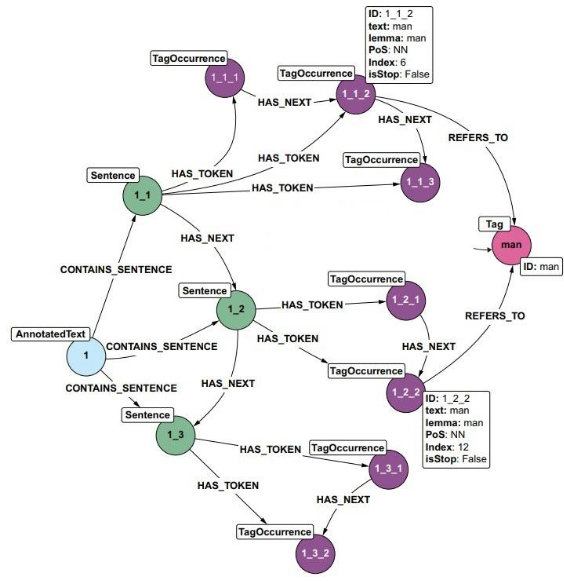 ID: 1_1_2
text: man
lemma: man
PoS: NN
Index: 6
isStop: False
TagOccurrence
1_1_1
TagOccurrence
1_1_2
HAS_NEXT
HAS_NEXT
REFERS_TO
HAS_TOKEN
HAS_TOKEN
TagOccurrence
1_1_3
Sentence
1_1
HAS_TOKEN
HAS_NEXT
Tag
man
ID: man
CONTAINS_SENTENCE
TagOccurrence
1_2_1
Sentence
1_2
HAS_TOKEN
REFERS_TO
AnnotatedText
1
CONTAINS_SENTENCE
HAS_TOKEN
HAS_NEXT
TagOccurrence
1_2_2
CONTAINS_SENTENCE
HAS_NEXT
ID: 1_2_2
text: man
lemma: man
PoS: NN
Index: 12
isStop: False
Sentence
1_3
HAS_TOKEN
TagOccurrence
1_3_1
HAS_TOKEN
HAS_NEXT
TagOccurrence
1_3_2